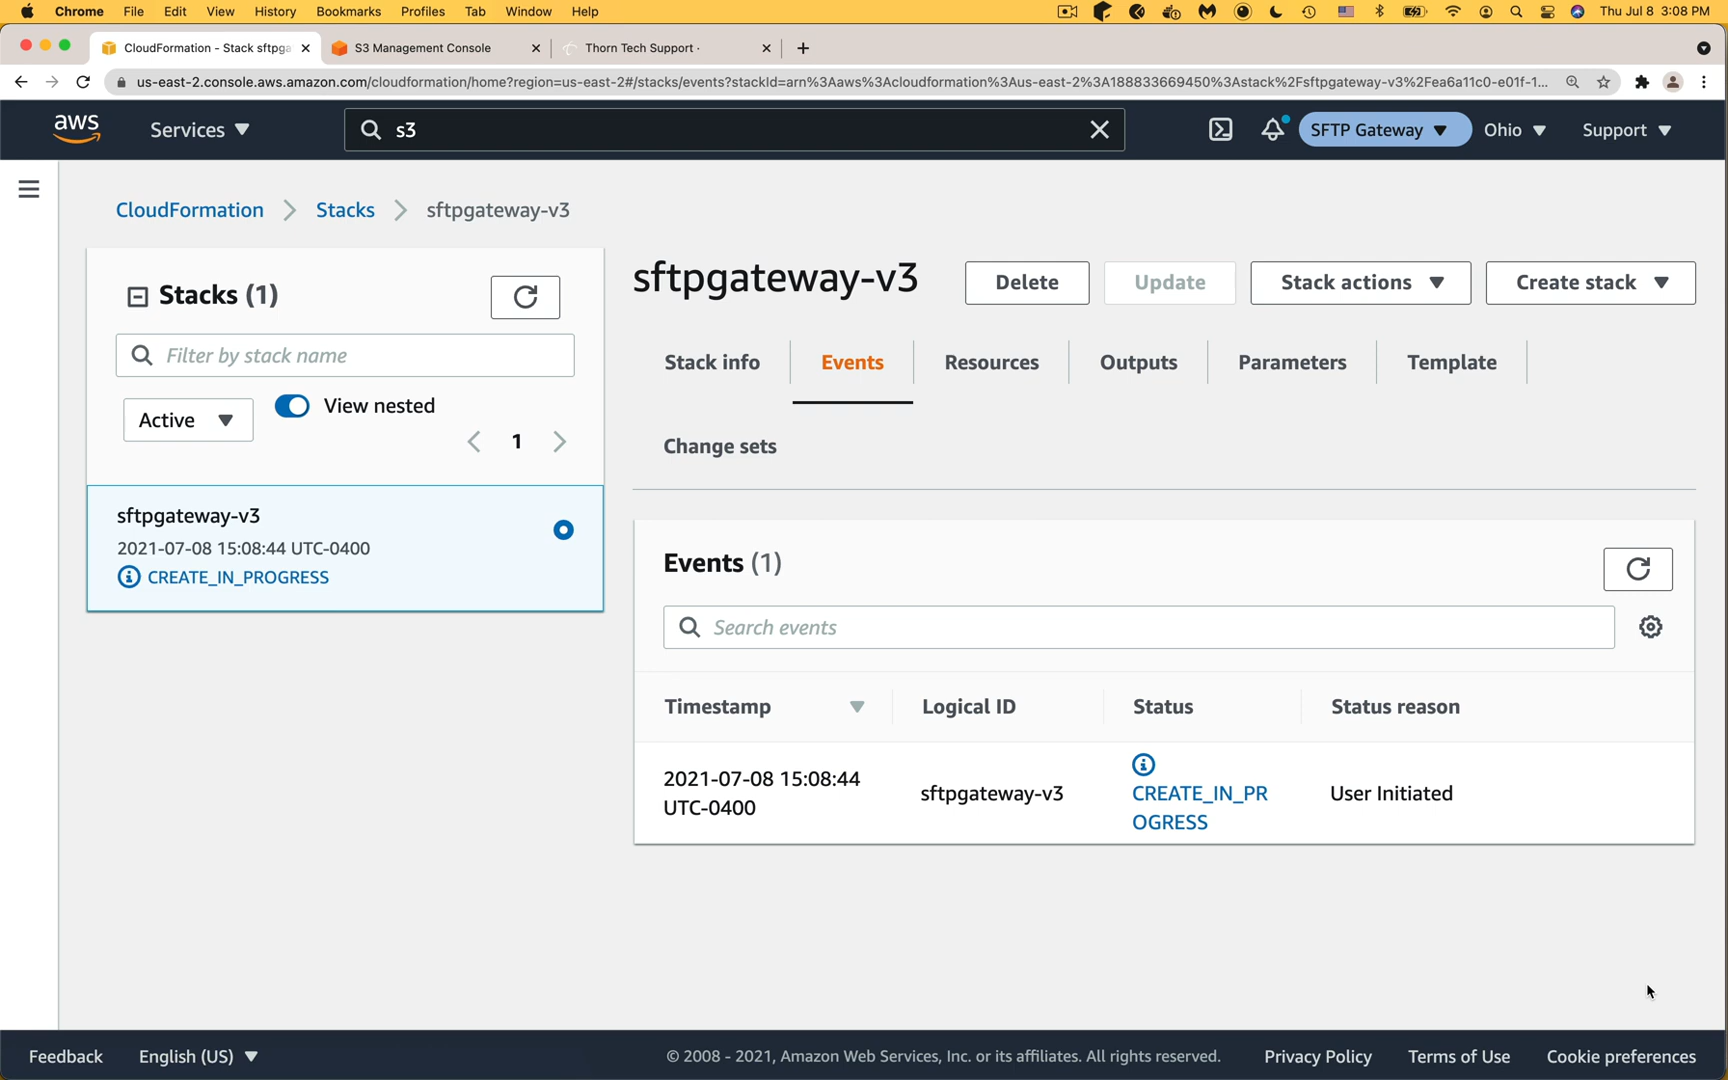 Chrome File Edit View History Bookmarks Profiles Tab Window Help Thu Jul 8 3:08 PM
CloudFormation - Stack sftpga S3 Management Console Thorn Tech Support ·
us-east-2.console.aws.amazon.com/cloudformation/home?region=us-east-2#/stacks/events?stackId=arn%3Aaws%3Acloudformation%3Aus-east-2%3A188833669450%3Astack%2Fsftpgateway-v3%2Fea6a11c0-e01f-1...
aws Services s3 SFTP Gateway Ohio Support
CloudFormation Stacks sftpgateway-v3
Stacks (1)
Filter by stack name
Active View nested
1
sftpgateway-v3
2021-07-08 15:08:44 UTC-0400
CREATE_IN_PROGRESS
sftpgateway-v3 Delete Update Stack actions Create stack
Stack info Events Resources Outputs Parameters Template
Change sets
Events (1)
Search events
Timestamp Logical ID Status Status reason
2021-07-08 15:08:44
UTC-0400
sftpgateway-v3
CREATE_IN_PR
OGRESS
User Initiated
Feedback English (US) © 2008 - 2021, Amazon Web Services, Inc. or its affiliates. All rights reserved. Privacy Policy Terms of Use Cookie preferences